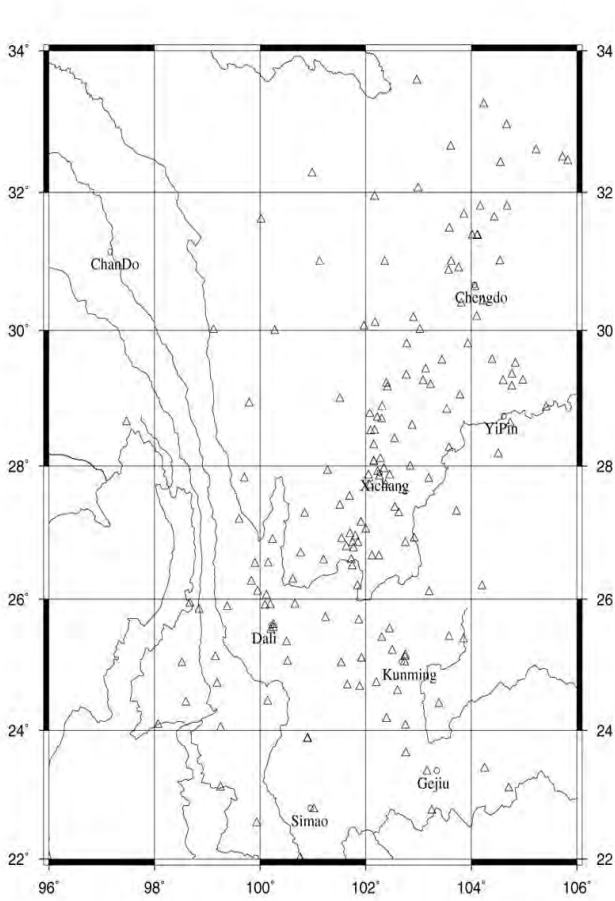 34° 34°
32° 32°
ChanDo
Chengdo
30° 30°
YiPin
28° 28°
Xichang
26° 26°
Dali
Kunming
24° 24°
Gejiu
Simao
22° 22°
96° 98° 100° 102° 104° 106°